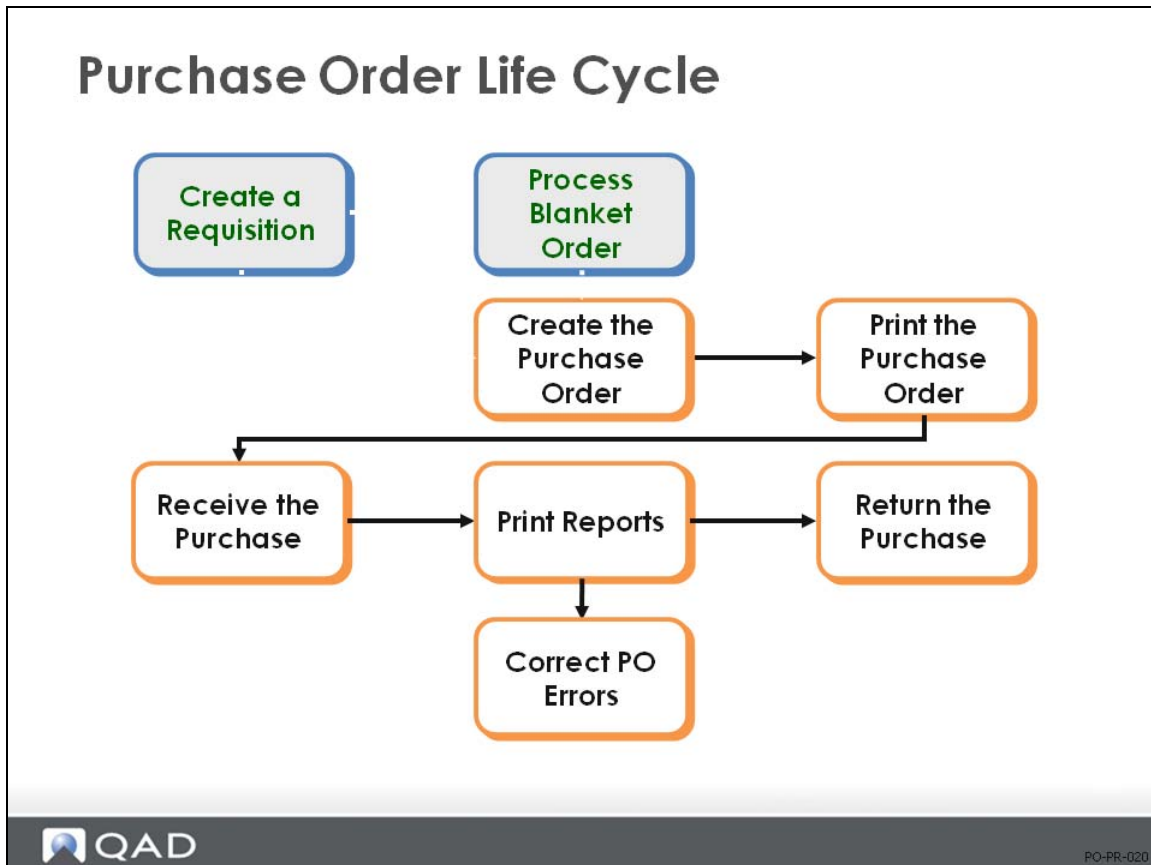 Purchase Order Life Cycle
Create a
Requisition
Process
Blanket
Order
Create the
Purchase
Order
Print the
Purchase
Order
Receive the
Purchase
Print Reports
Return the
Purchase
Correct PO
Errors
QAD
PO-PR-020